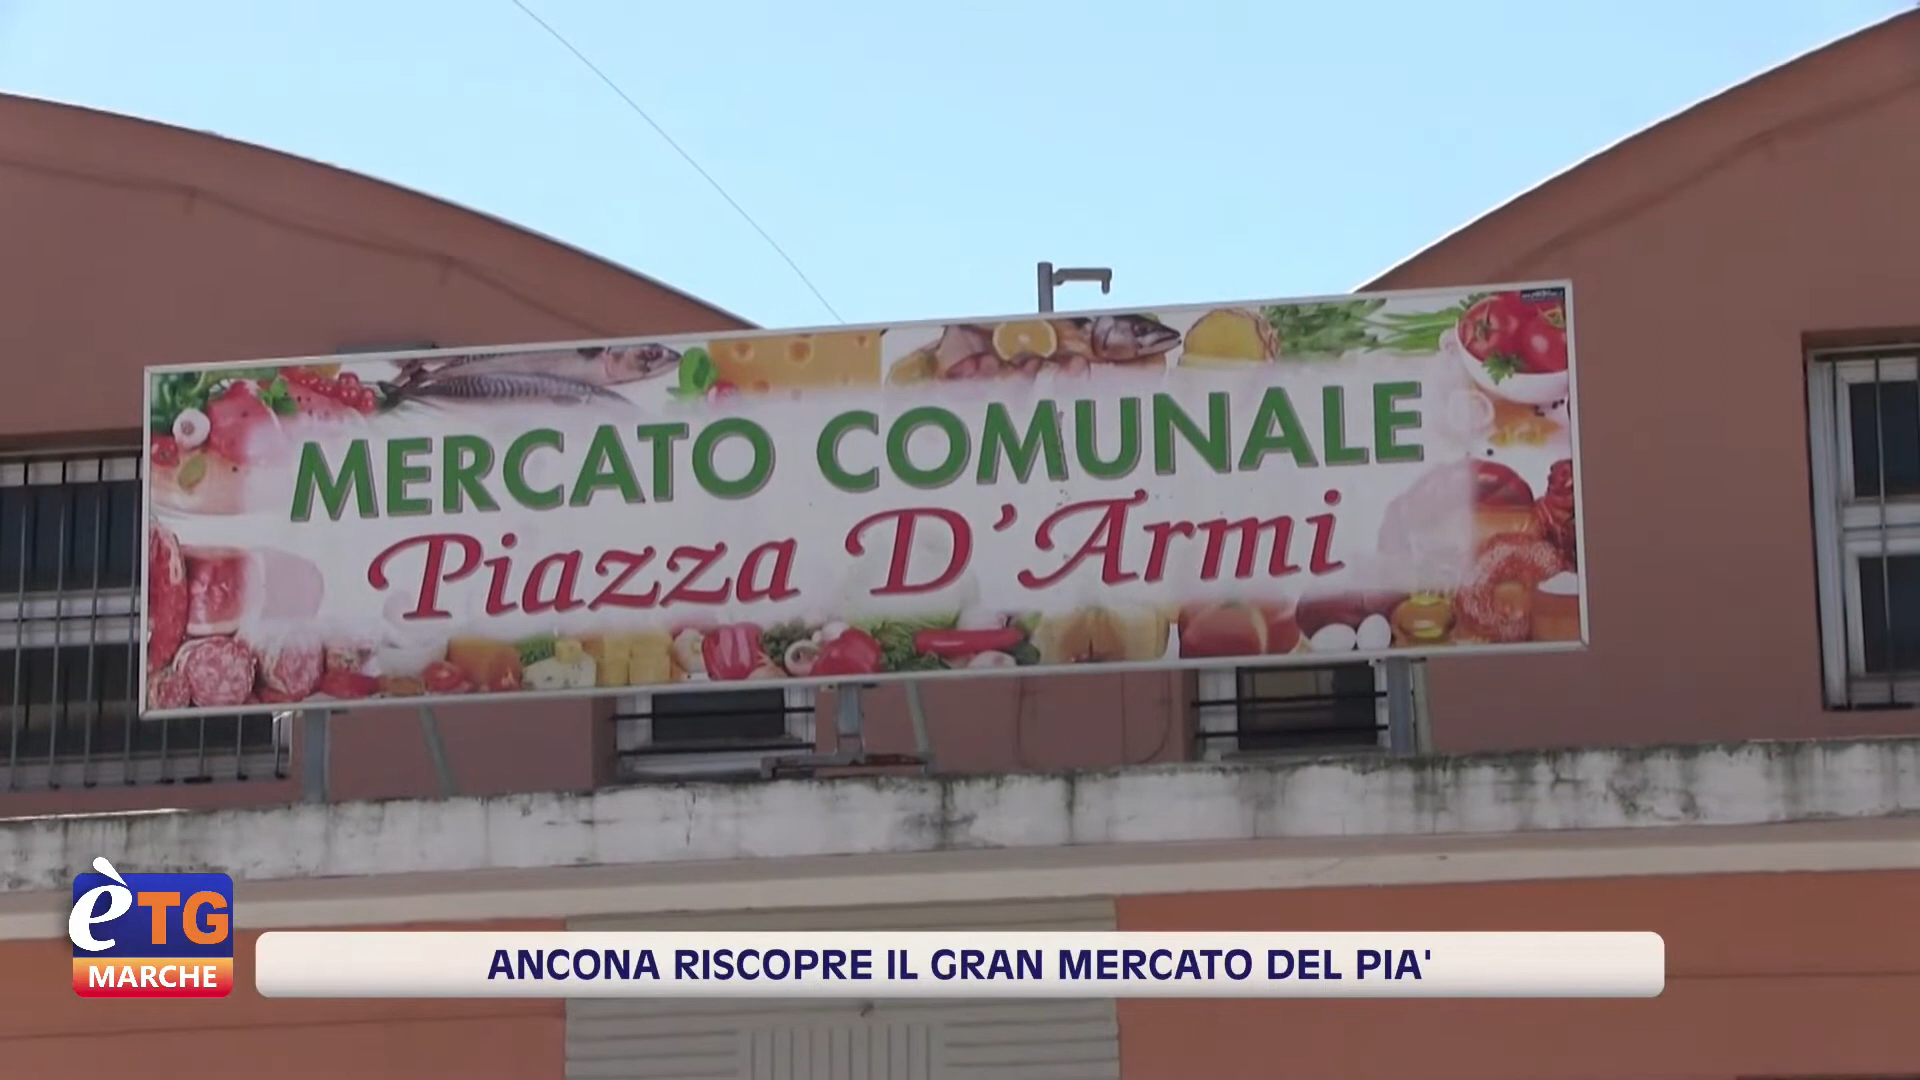 MERCATO COMUNALE
Piazza D'Armi
èTG
MARCHE
ANCONA RISCOPRE IL GRAN MERCATO DEL PIA'